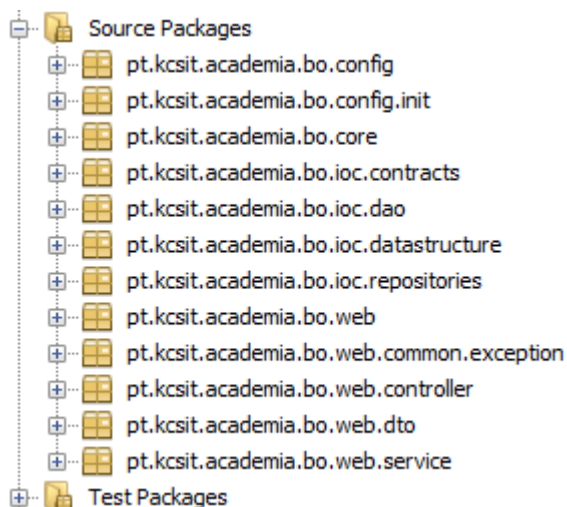 Source Packages
pt.kcsit.academia.bo.config
pt.kcsit.academia.bo.config.init
pt.kcsit.academia.bo.core
pt.kcsit.academia.bo.ioc.contracts
pt.kcsit.academia.bo.ioc.dao
pt.kcsit.academia.bo.ioc.datastructure
pt.kcsit.academia.bo.ioc.repositories
pt.kcsit.academia.bo.web
pt.kcsit.academia.bo.web.common.exception
pt.kcsit.academia.bo.web.controller
pt.kcsit.academia.bo.web.dto
pt.kcsit.academia.bo.web.service
Test Packages